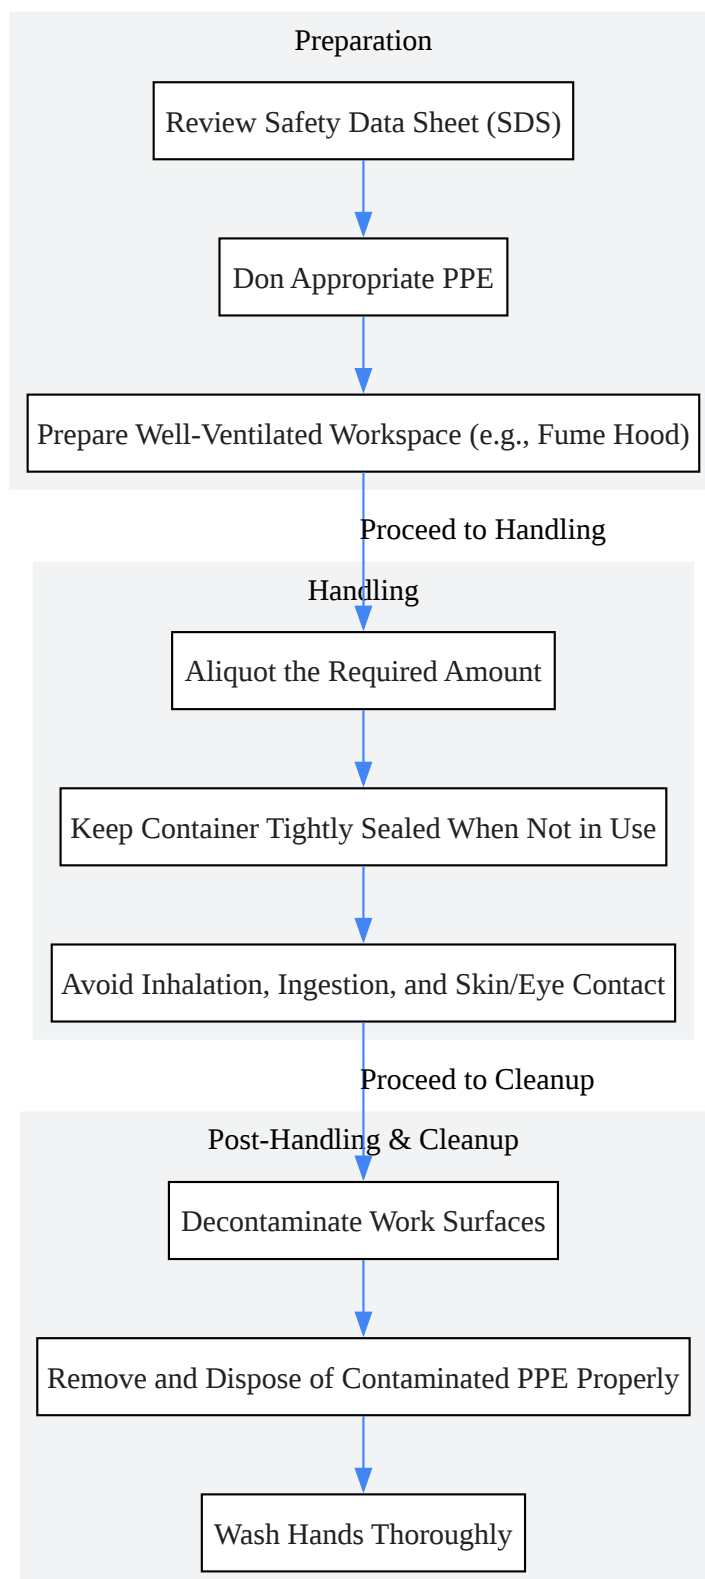 Preparation
Review Safety Data Sheet (SDS)
Don Appropriate PPE
Prepare Well-Ventilated Workspace (e.g., Fume Hood)
Proceed to Handling
Handling
Aliquot the Required Amount
Keep Container Tightly Sealed When Not in Use
Avoid Inhalation, Ingestion, and Skin/Eye Contact
Proceed to Cleanup
Post-Handling & Cleanup
Decontaminate Work Surfaces
Remove and Dispose of Contaminated PPE Properly
Wash Hands Thoroughly